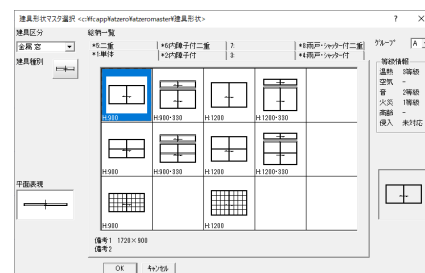 建具形状マスタ選択 <c:¥fcapp¥atzero¥atzeromaster¥建具形状> ? ×
建具区分
金属窓
建具種別
平面表現
絵柄一覧
*5:二重 *6内障子付二重 7: *8雨戸・シャッター付二重
*1単体 *2内障子付 3: *4雨戸・シャッター付
H:900 H:900・330 H:1200 H:1200・330
H:900 H:900・330 H:1200 H:1200・330
H:900 H:1200
備考1 1720×900
備考2
グループ A
等級情報
温熱 3等級
空気 -
音 2等級
火災 1等級
高齢 -
侵入 未対応
OK キャンセル